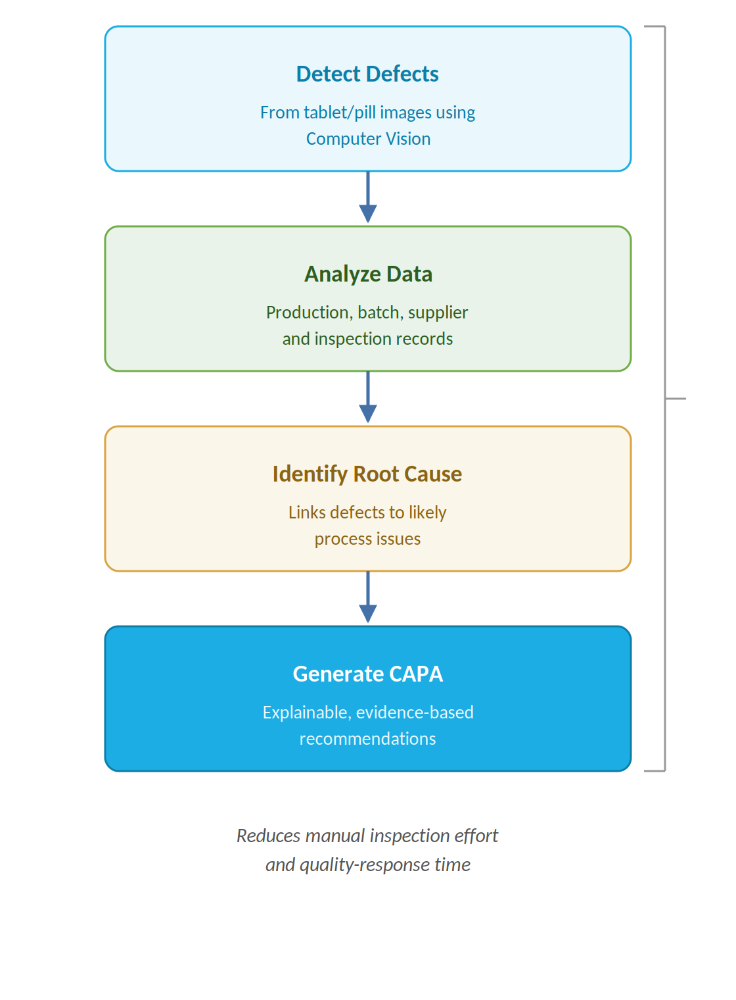 Detect Defects
From tablet/pill images using
Computer Vision
Analyze Data
Production, batch, supplier
and inspection records
Identify Root Cause
Links defects to likely
process issues
Generate CAPA
Explainable, evidence-based
recommendations
Reduces manual inspection effort
and quality-response time